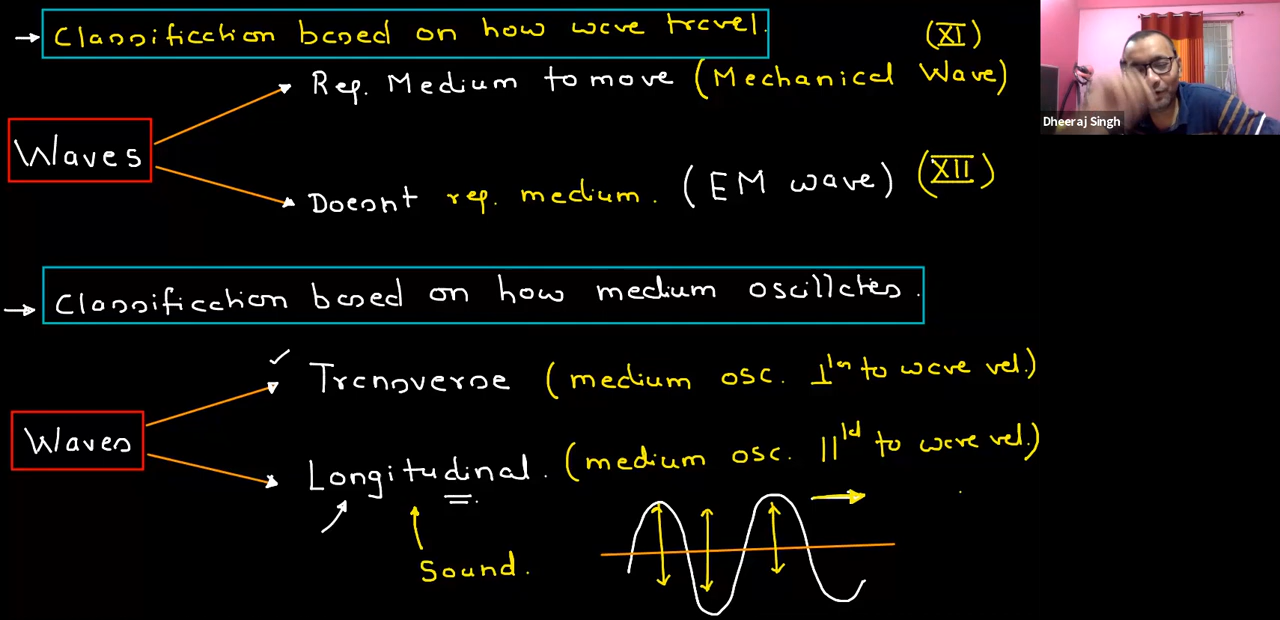 → Classification based on how wave travel.
(XI)
Req. Medium to move (Mechanical Wave)
Dheeraj Singh
Waves
Doesnt req. medium. (EM wave) (XII)
→ Classification based on how medium oscillates.
✓
Transverse (medium osc. ⊥lar to wave vel.)
Waves
Longitudinal. (medium osc. ||ld to wave vel.)
Sound.